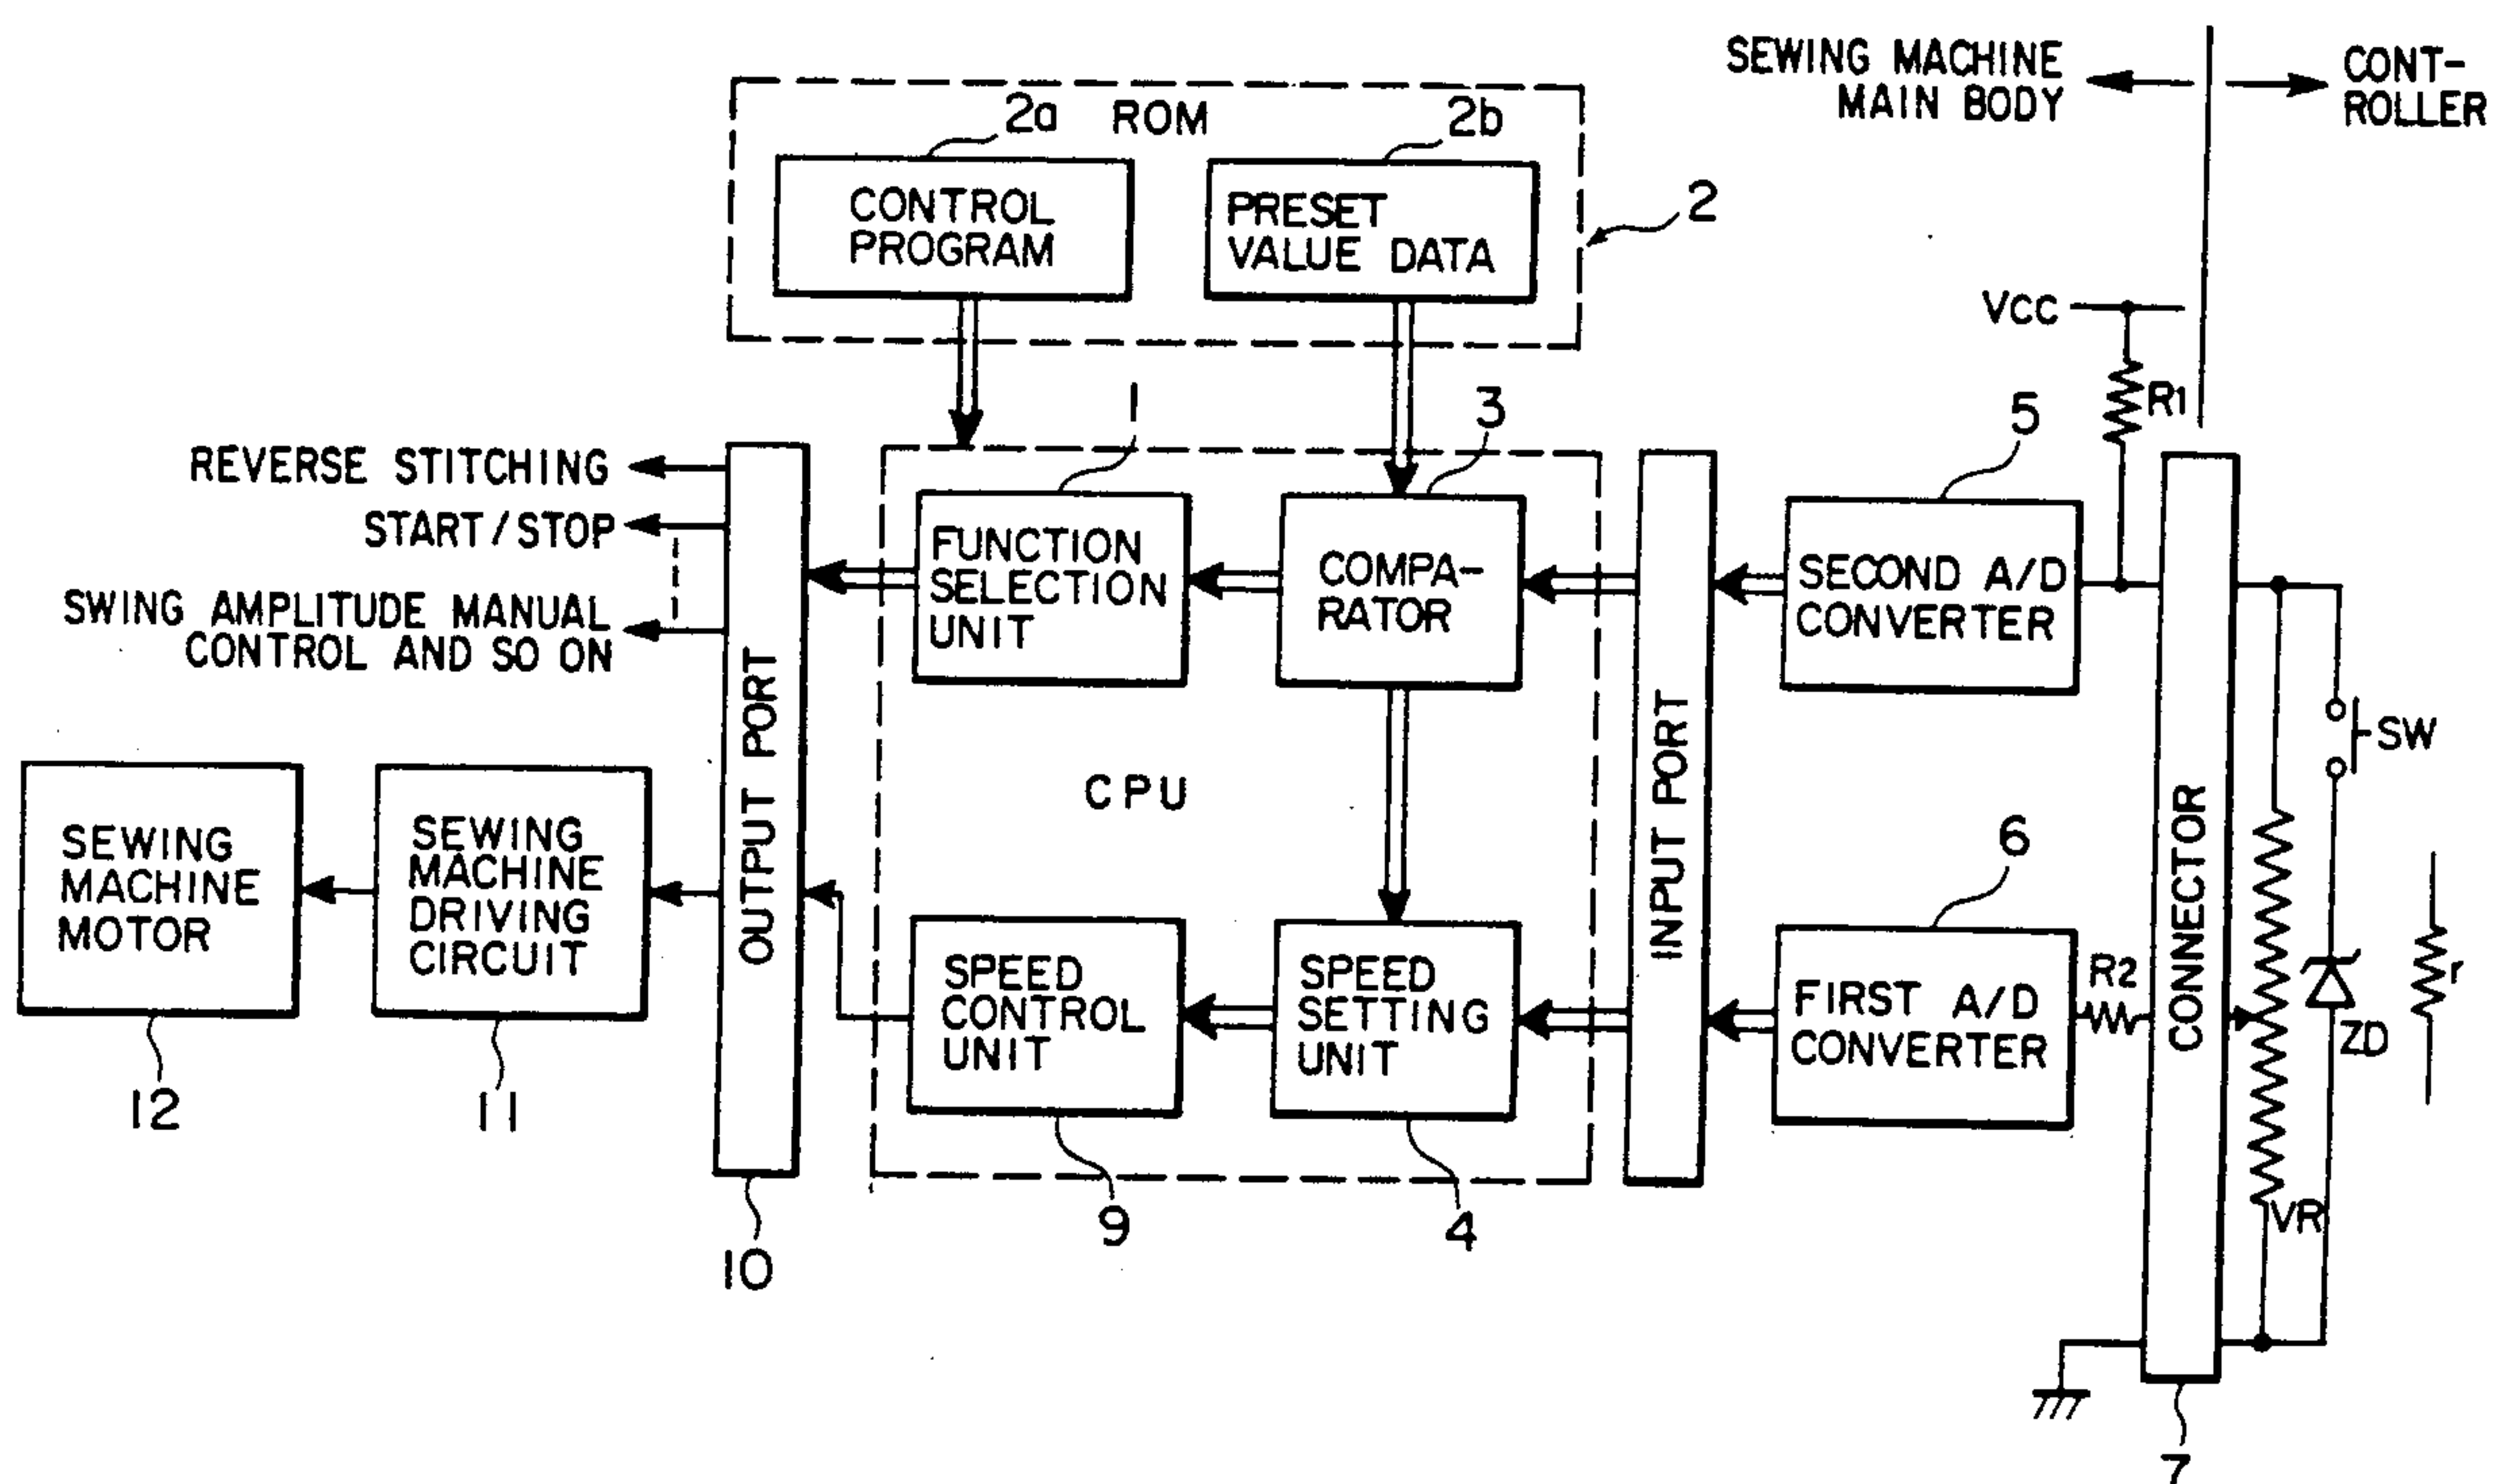 SEWING MACHINE
MAIN BODY
CONT-
ROLLER
2a ROM 2b
CONTROL
PROGRAM
PRESET
VALUE DATA
2
VCC
R1
1
3
5
REVERSE STITCHING
START/STOP
SWING AMPLITUDE MANUAL
CONTROL AND SO ON
OUTPUT PORT
FUNCTION
SELECTION
UNIT
COMPA-
RATOR
INPUT PORT
SECOND A/D
CONVERTER
CONNECTOR
SW
CPU
6
SEWING
MACHINE
MOTOR
SEWING
MACHINE
DRIVING
CIRCUIT
SPEED
CONTROL
UNIT
SPEED
SETTING
UNIT
FIRST A/D
CONVERTER
R2
r
ZD
VR
12
11
10
9
4
7